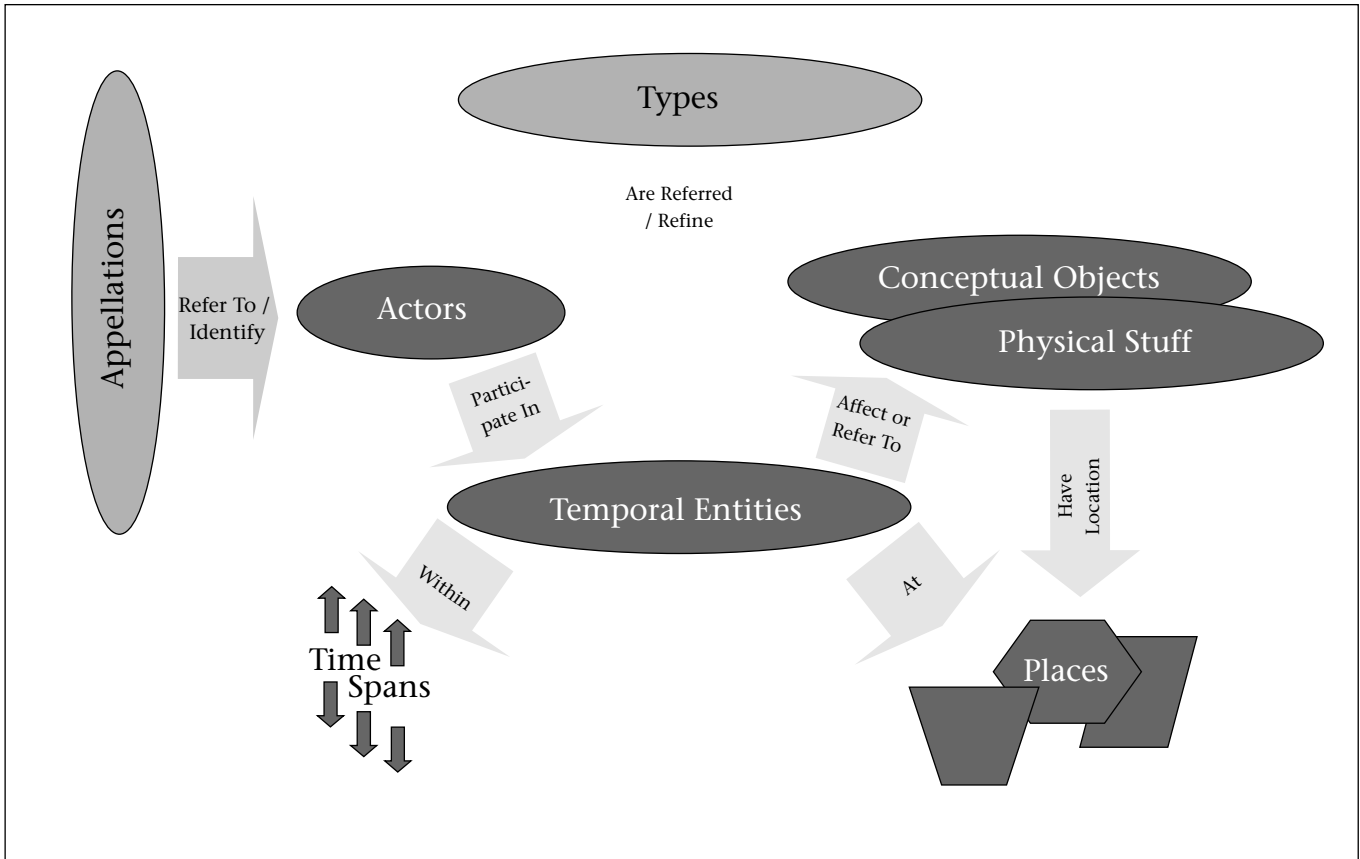 Types
Are Referred
/ Refine
Appellations
Refer To /
Identify
Actors
Conceptual Objects
Physical Stuff
Partici-
pate In
Affect or
Refer To
Have
Location
Temporal Entities
Within
At
Time
Spans
Places